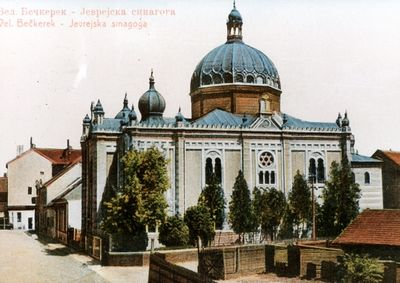 Вел. Бечкерек - Јеврејска синагога
Vel. Bečkerek - Jevrejska sinagoga